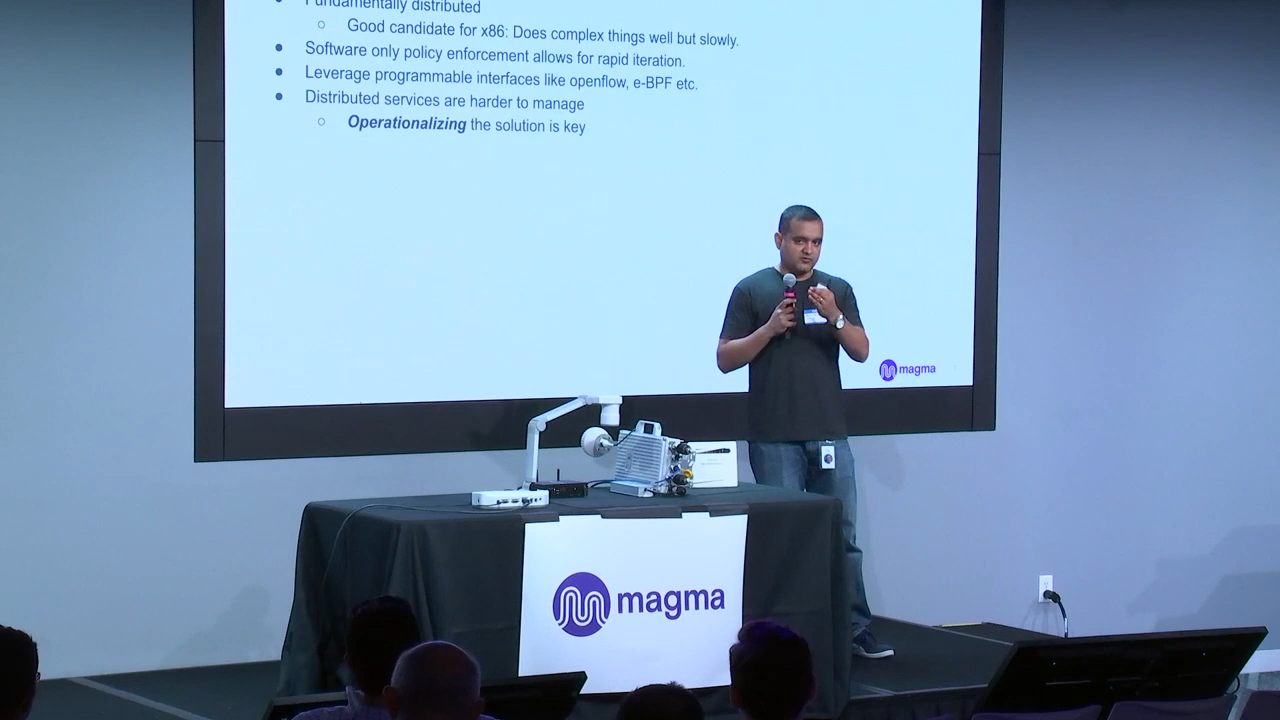 Fundamentally distributed
Good candidate for x86: Does complex things well but slowly.
Software only policy enforcement allows for rapid iteration.
Leverage programmable interfaces like openflow, e-BPF etc.
Distributed services are harder to manage
Operationalizing the solution is key
magma
magma